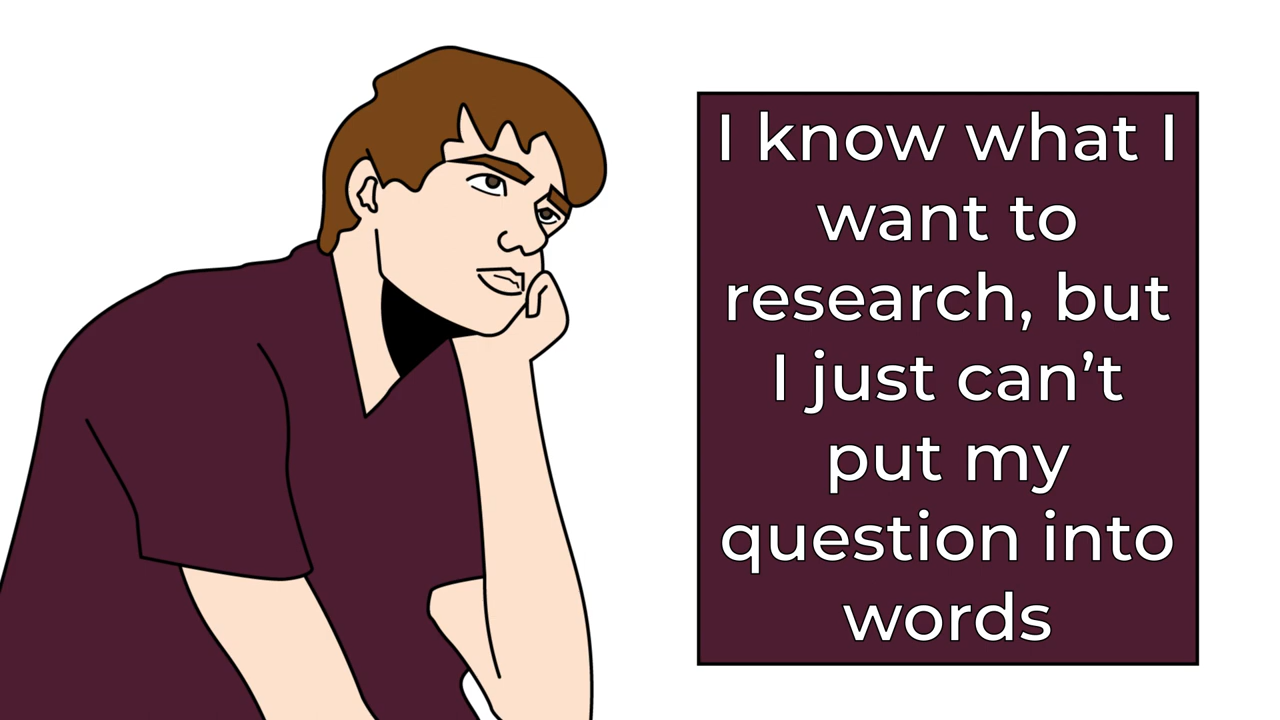 I know what I
want to
research, but
I just can’t
put my
question into
words